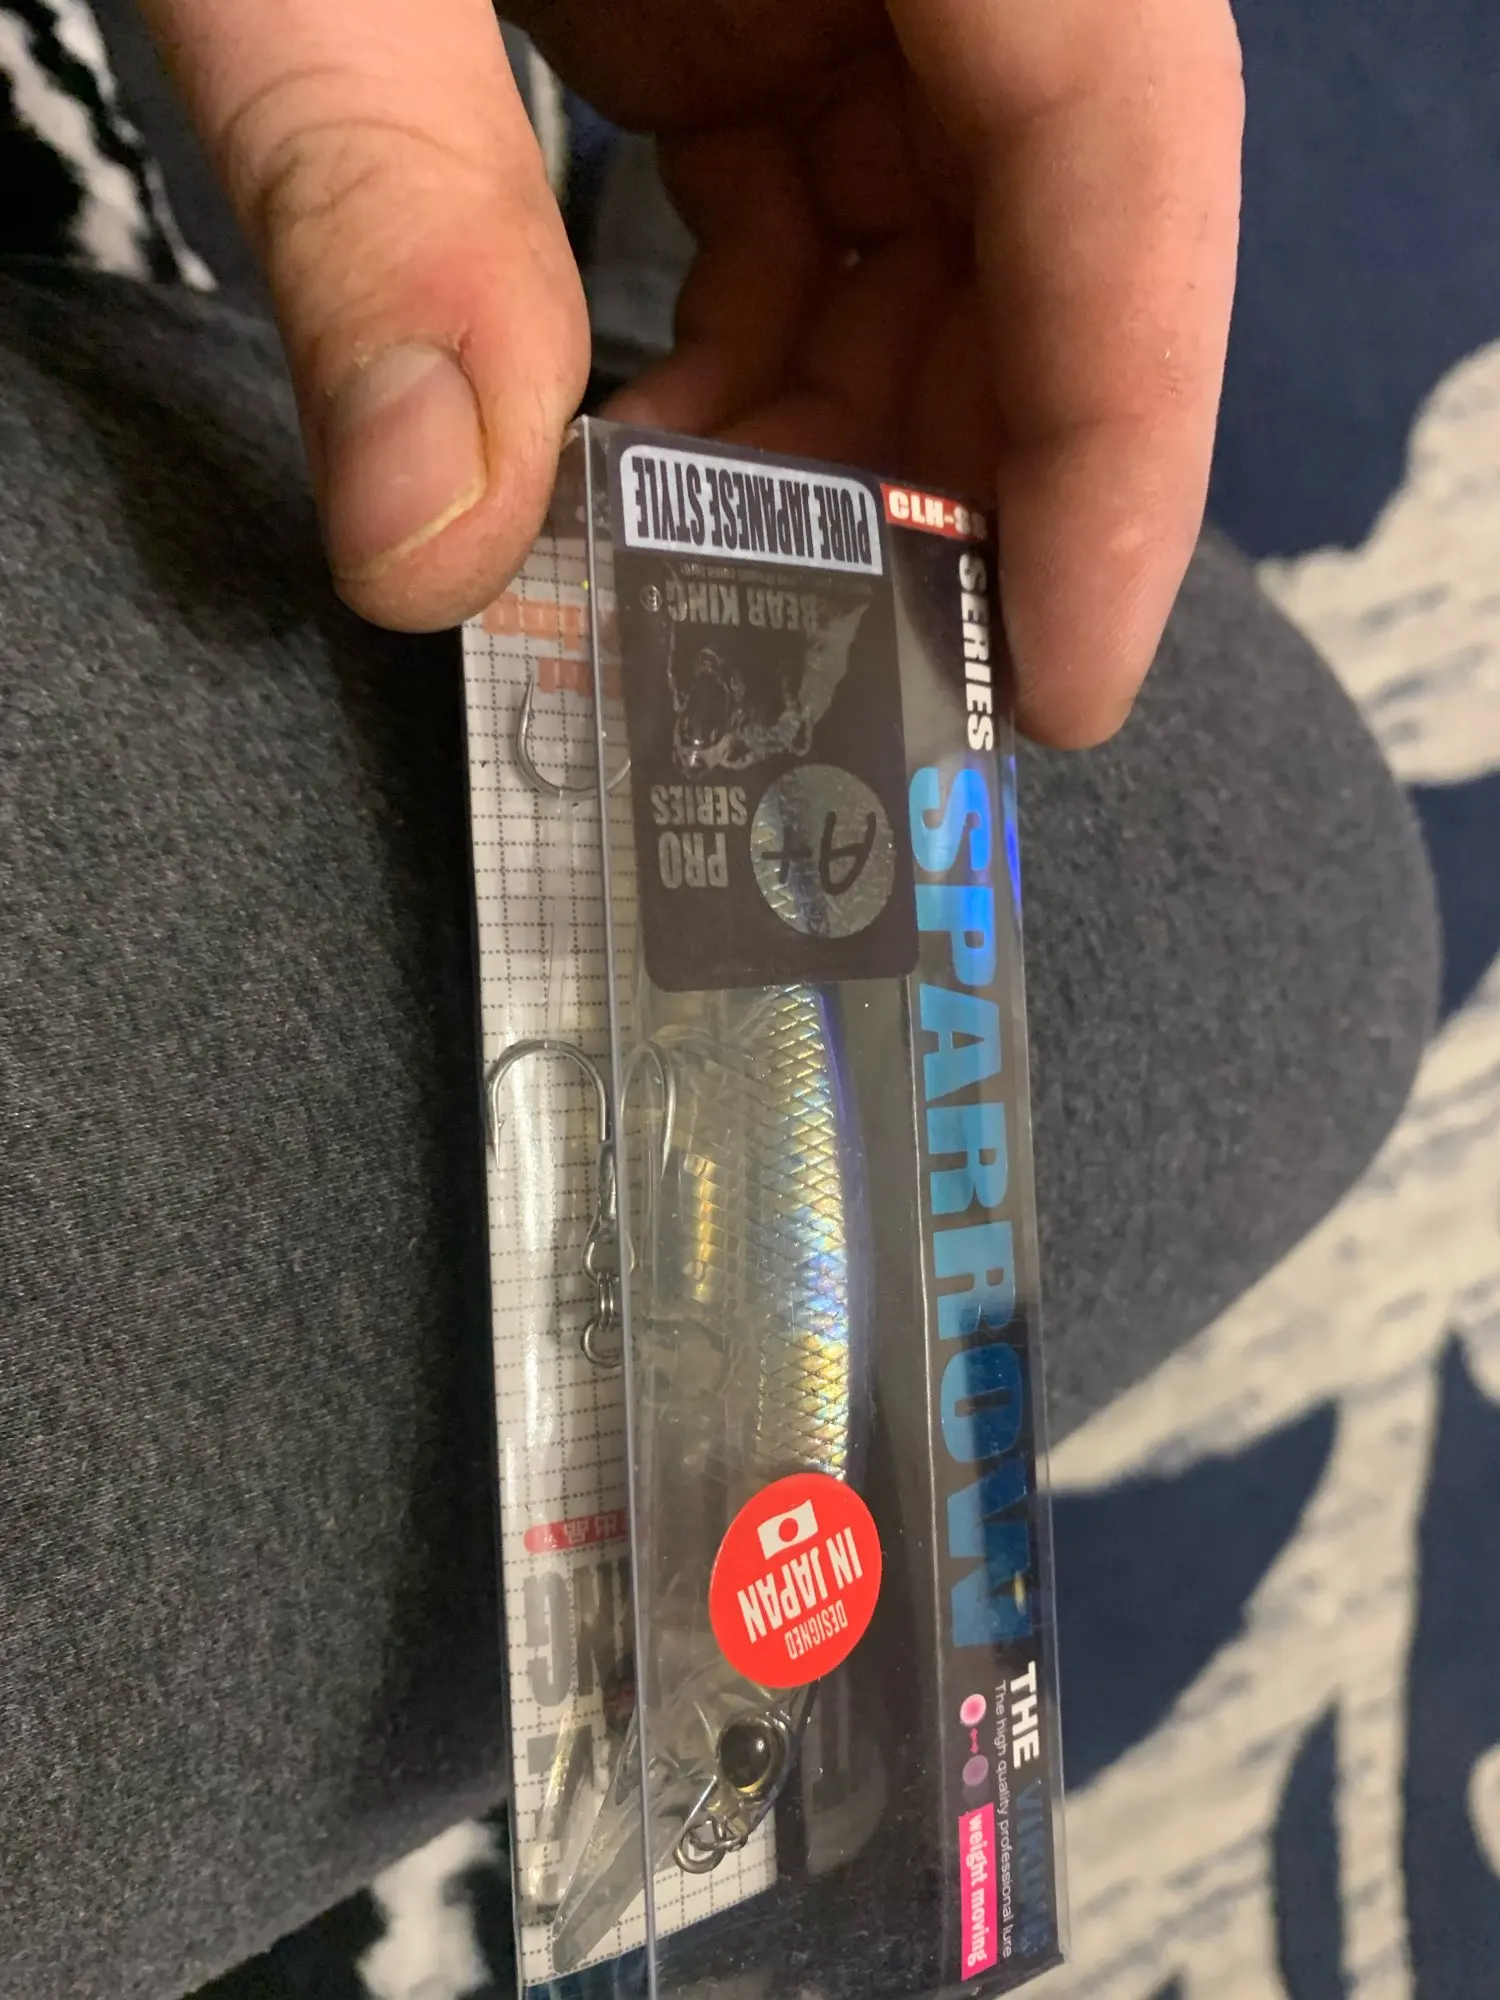 PURE JAPANESE STYLE
BEAR KING®
PRO
SERIES
A+
CLH-S
SERIES
SPARROW
THE VIKING
The high quality professional lure
weight moving
DESIGNED
IN JAPAN